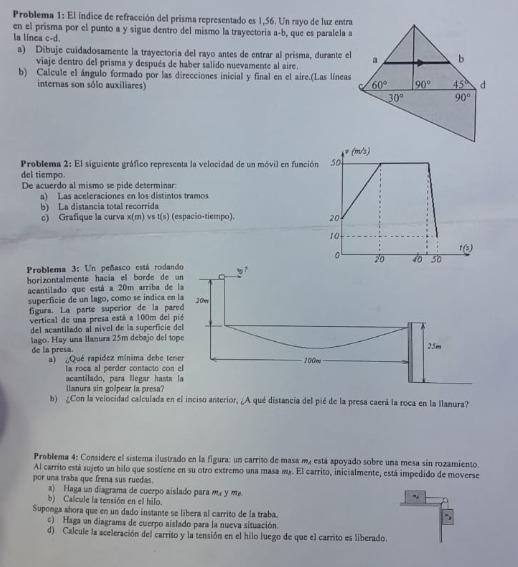 Problema 1: El índice de refracción del prisma representado es 1,56. Un rayo de luz entra
en el prisma por el punto a y sigue dentro del mismo la trayectoria a-b, que es paralela a
la línea c-d.
a) Dibuje cuidadosamente la trayectoria del rayo antes de entrar al prisma, durante el
viaje dentro del prisma y después de haber salido nuevamente al aire.
b) Calcule el ángulo formado por las direcciones inicial y final en el aire.(Las líneas
internas son sólo auxiliares)
a
b
c
60°
90°
45°
d
30°
90°
Problema 2: El siguiente gráfico representa la velocidad de un móvil en función
del tiempo.
De acuerdo al mismo se pide determinar:
a) Las aceleraciones en los distintos tramos
b) La distancia total recorrida
c) Grafique la curva x(m) vs t(s) (espacio-tiempo).
v (m/s)
50
20
10
0
20
40
50
t(s)
Problema 3: Un peñasco está rodando
horizontalmente hacia el borde de un
acantilado que está a 20m arriba de la
superficie de un lago, como se indica en la
figura. La parte superior de la pared
vertical de una presa está a 100m del pié
del acantilado al nivel de la superficie del
lago. Hay una llanura 25m debajo del tope
de la presa.
a) ¿Qué rapidez mínima debe tener
la roca al perder contacto con el
acantilado, para llegar hasta la
llanura sin golpear la presa?
b) ¿Con la velocidad calculada en el inciso anterior, ¿A qué distancia del pié de la presa caerá la roca en la llanura?
20m
100m
25m
Problema 4: Considere el sistema ilustrado en la figura: un carrito de masa mA está apoyado sobre una mesa sin rozamiento.
Al carrito está sujeto un hilo que sostiene en su otro extremo una masa mB. El carrito, inicialmente, está impedido de moverse
por una traba que frena sus ruedas.
a) Haga un diagrama de cuerpo aislado para mA y mB.
b) Calcule la tensión en el hilo.
Suponga ahora que en un dado instante se libera al carrito de la traba.
c) Haga un diagrama de cuerpo aislado para la nueva situación.
d) Calcule la aceleración del carrito y la tensión en el hilo luego de que el carrito es liberado.